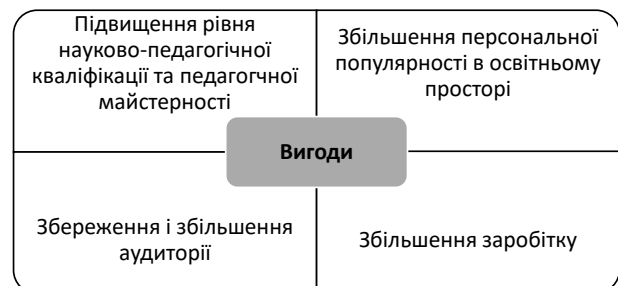 Підвищення рівня
науково-педагогічної
кваліфікації та педагогчної
майстерності
Збільшення персональної
популярності в освітньому
просторі
Вигоди
Збереження і збільшення
аудиторії
Збільшення заробітку